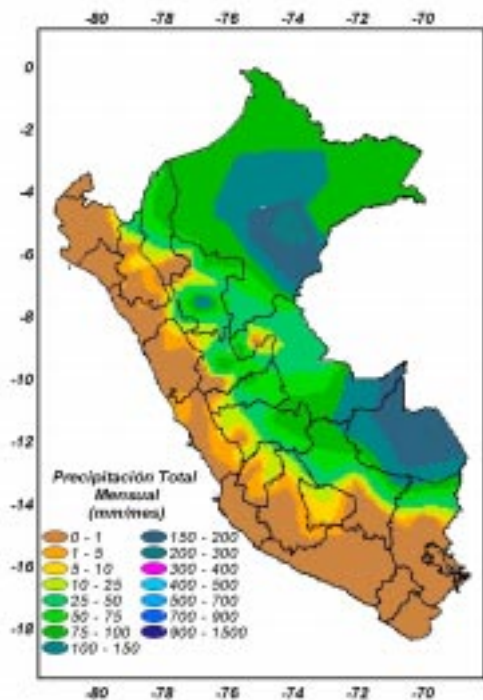 -80 -78 -76 -74 -72 -70
0
-2
-4
-6
-8
-10
-12
-14
-16
-18
Precipitación Total
Mensual
(mm/mes)
0 - 1 150 - 200
1 - 5 200 - 300
5 - 10 300 - 400
10 - 25 400 - 500
25 - 50 500 - 700
50 - 75 700 - 900
75 - 100 900 - 1500
100 - 150
-80 -78 -76 -74 -72 -70